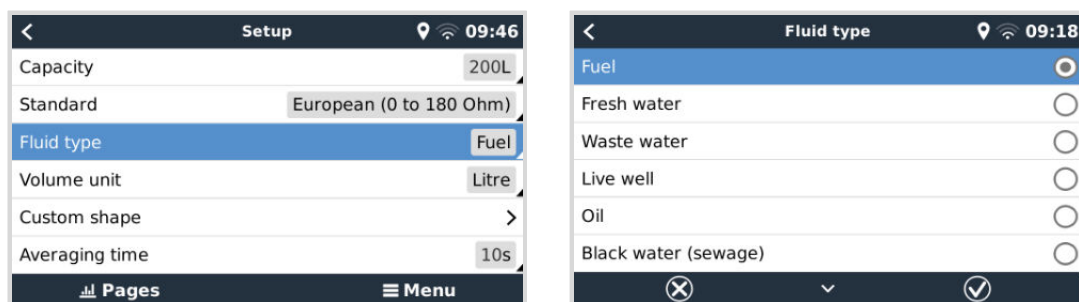 Setup 09:46
Capacity 200L
Standard European (0 to 180 Ohm)
Fluid type Fuel
Volume unit Litre
Custom shape
Averaging time 10s
Pages Menu
Fluid type 09:18
Fuel
Fresh water
Waste water
Live well
Oil
Black water (sewage)